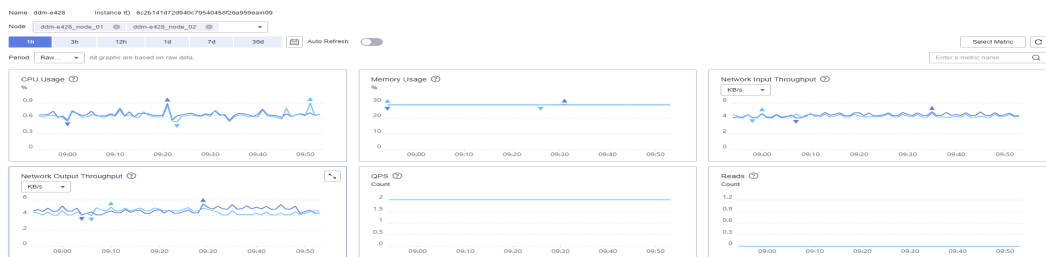 Name ddm-e428 Instance ID 6c2b141d72d940c79540458f26a959eain09
Node ddm-e428_node_01 ddm-e428_node_02
1h 3h 12h 1d 7d 30d Auto Refresh Select Metric
Period Raw... All graphs are based on raw data. Enter a metric name
CPU Usage Memory Usage Network Input Throughput
% % KB/s
0.9 30 6
0.6 20 4
0.3 10 2
0 0 0
09:00 09:10 09:20 09:30 09:40 09:50 09:00 09:10 09:20 09:30 09:40 09:50 09:00 09:10 09:20 09:30 09:40 09:50
Network Output Throughput QPS Reads
KB/s Count Count
6 2 1.2
4 1.5 0.9
2 1 0.6
0 0.5 0.3
0 0
09:00 09:10 09:20 09:30 09:40 09:50 09:00 09:10 09:20 09:30 09:40 09:50 09:00 09:10 09:20 09:30 09:40 09:50